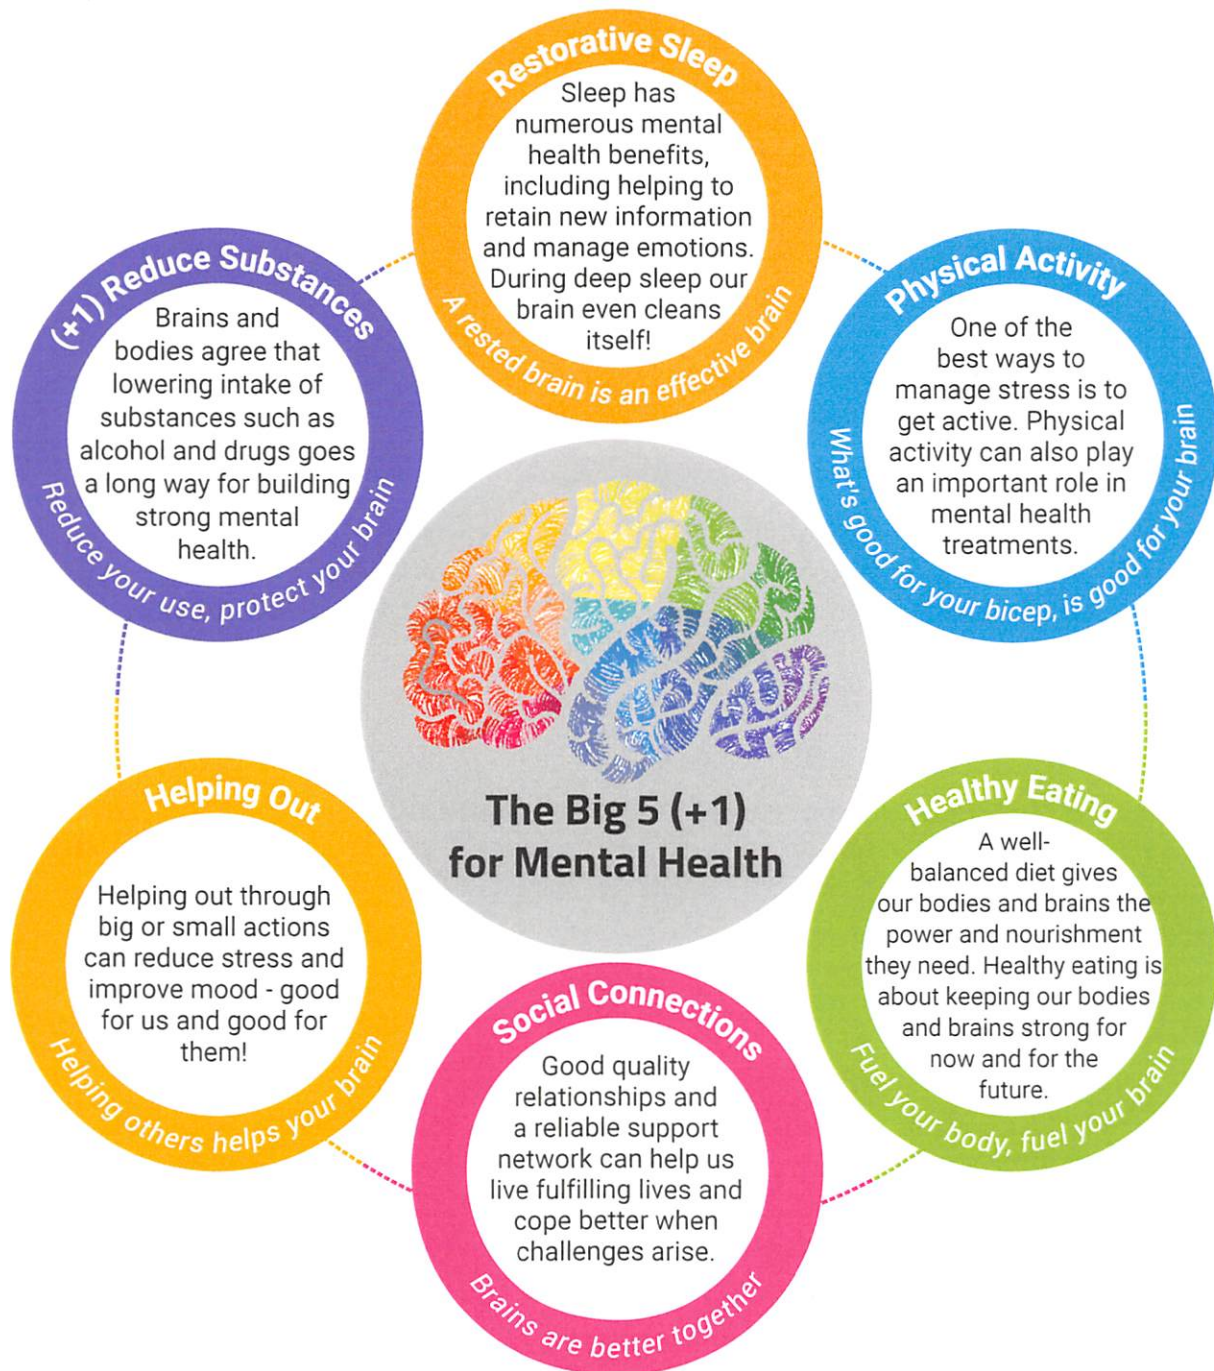 Restorative Sleep
Sleep has
numerous mental
health benefits,
including helping to
retain new information
and manage emotions.
During deep sleep our
brain even cleans
itself!
A rested brain is an effective brain
Physical Activity
One of the
best ways to
manage stress is to
get active. Physical
activity can also play
an important role in
mental health
treatments.
What's good for your bicep, is good for your brain
Healthy Eating
A well-
balanced diet gives
our bodies and brains the
power and nourishment
they need. Healthy eating is
about keeping our bodies
and brains strong for
now and for the
future.
Fuel your body, fuel your brain
Social Connections
Good quality
relationships and
a reliable support
network can help us
live fulfilling lives and
cope better when
challenges arise.
Brains are better together
Helping Out
Helping out through
big or small actions
can reduce stress and
improve mood - good
for us and good for
them!
Helping others helps your brain
(+1) Reduce Substances
Brains and
bodies agree that
lowering intake of
substances such as
alcohol and drugs goes
a long way for building
strong mental
health.
Reduce your use, protect your brain
The Big 5 (+1)
for Mental Health